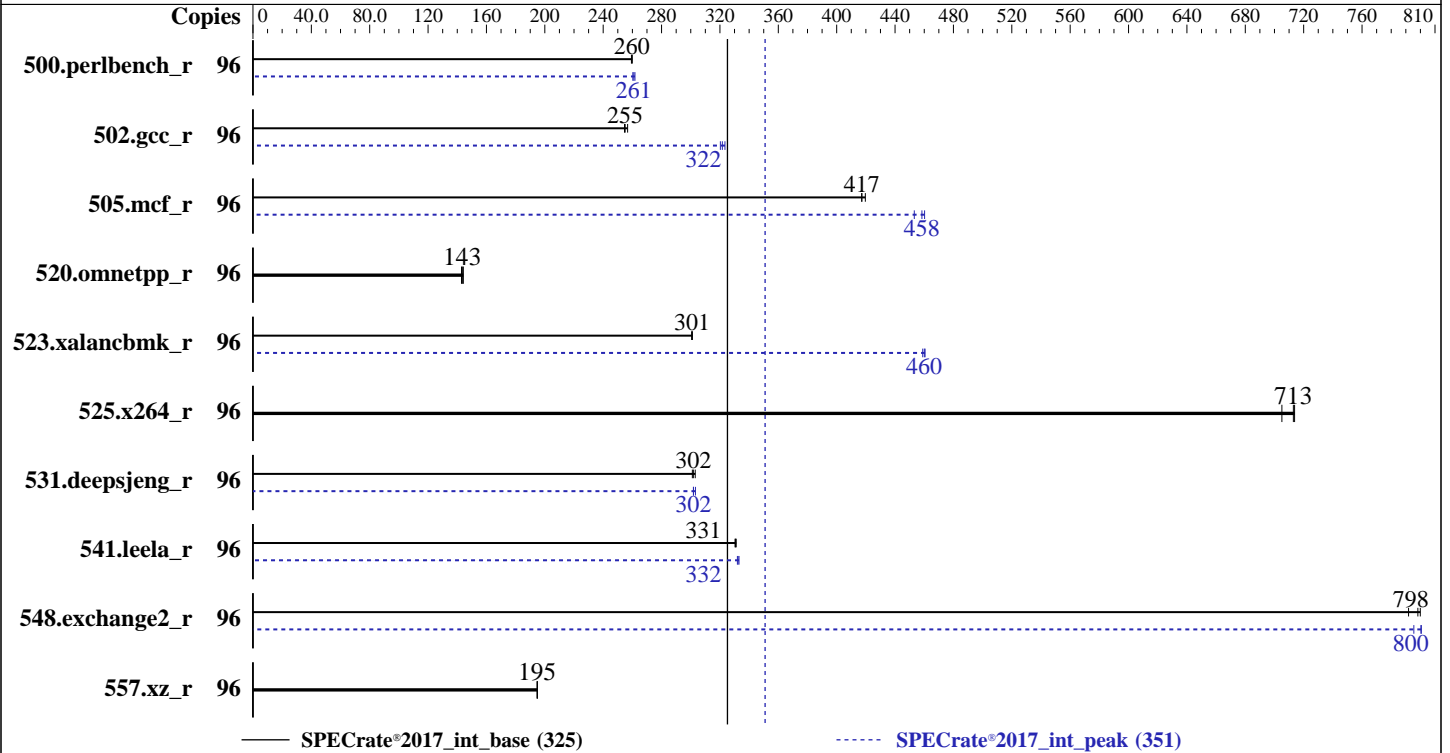 Copies 0 40.0 80.0 120 160 200 240 280 320 360 400 440 480 520 560 600 640 680 720 760 810
260
500.perlbench_r 96
261
255
502.gcc_r 96
322
417
505.mcf_r 96
458
143
520.omnetpp_r 96
301
523.xalancbmk_r 96
460
713
525.x264_r 96
302
531.deepsjeng_r 96
302
331
541.leela_r 96
332
798
548.exchange2_r 96
800
195
557.xz_r 96
SPECrate®2017_int_base (325) SPECrate®2017_int_peak (351)